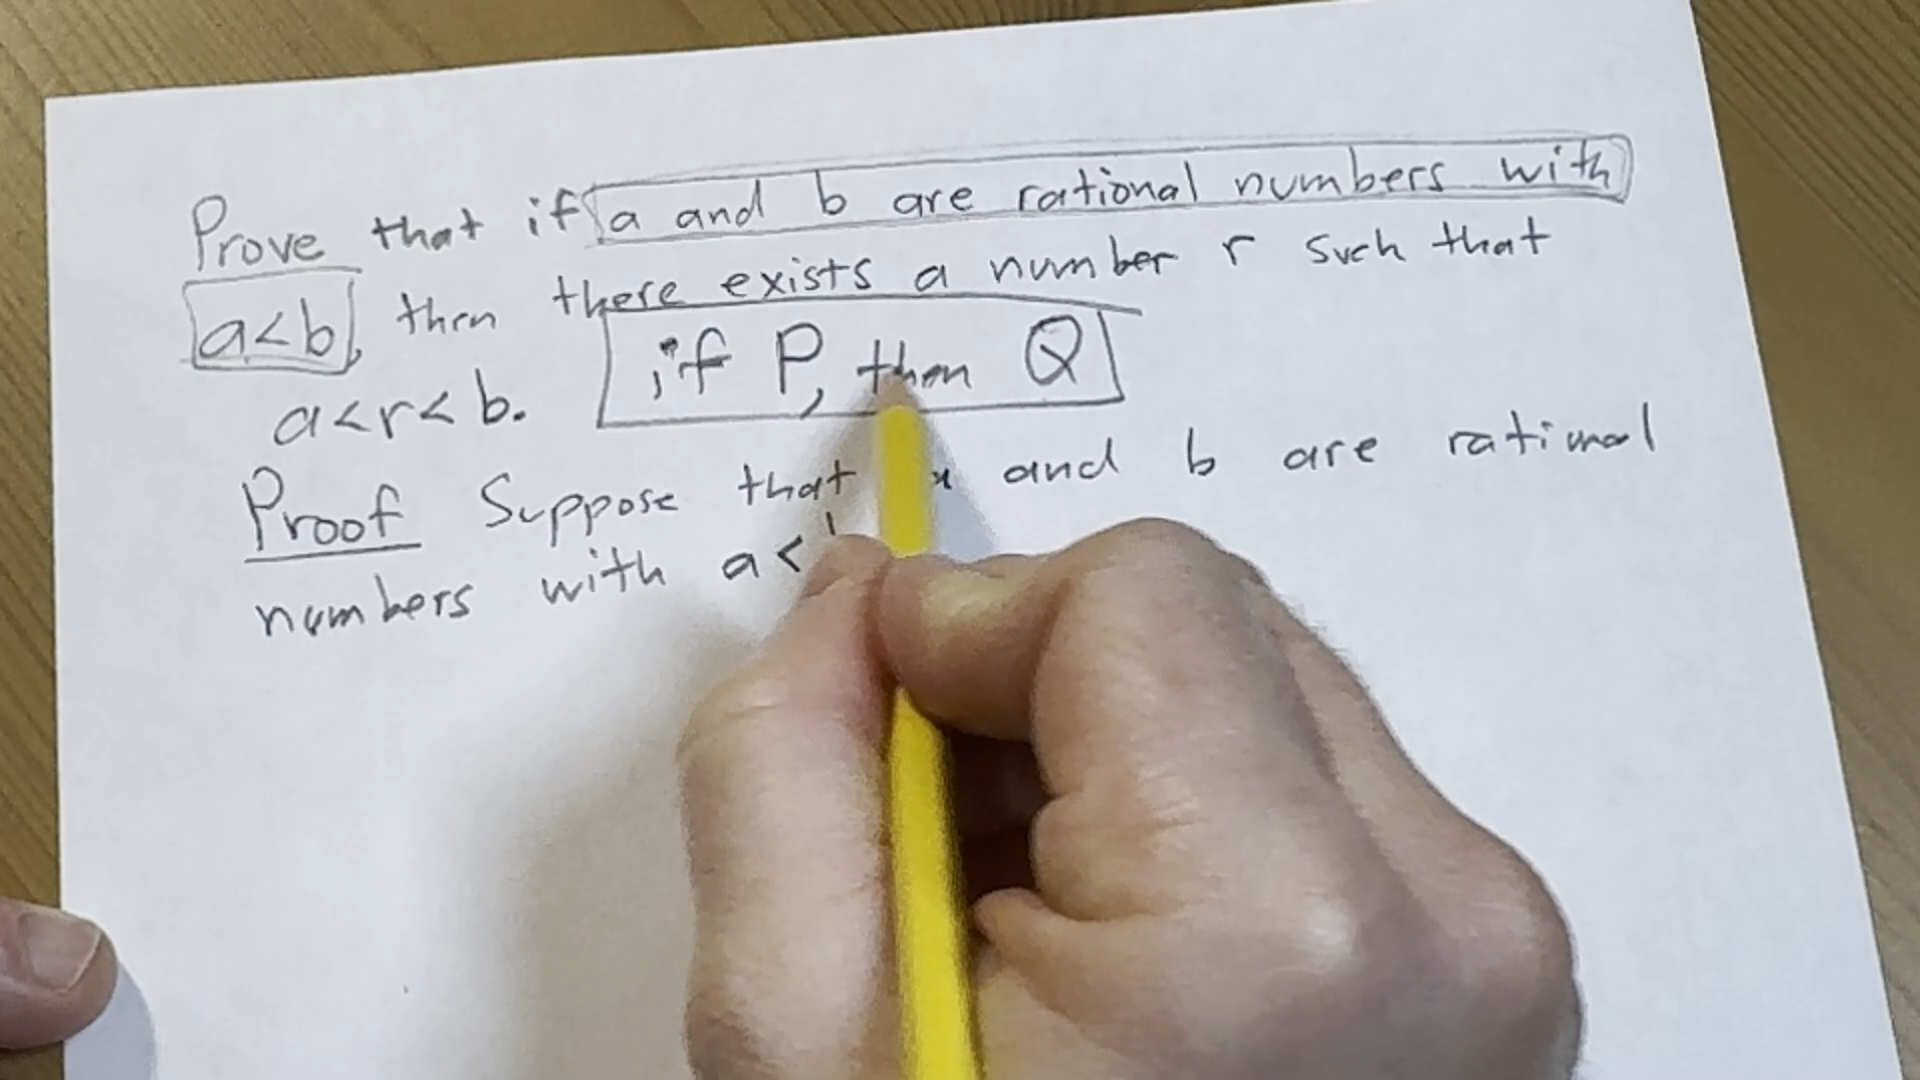 Prove that if a and b are rational numbers with
a<b, then there exists a number r such that
a<r<b.
if P, then Q
Proof Suppose that and b are rational
numbers with a<